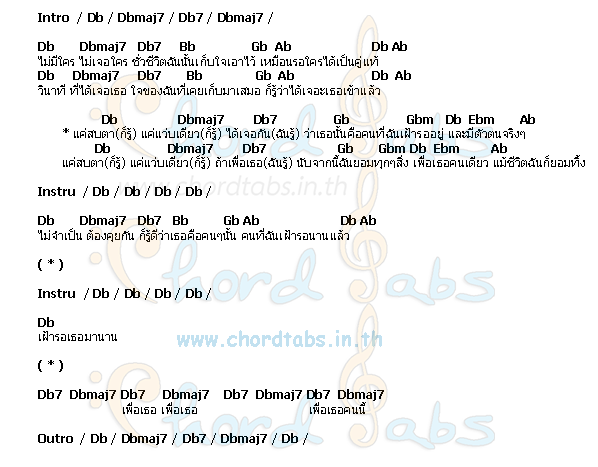 Intro / Db / Dbmaj7 / Db7 / Dbmaj7 /
Db Dbmaj7 Db7 Bb Gb Ab Db Ab
ไม่มีใคร ไม่เจอใคร ชั่วชีวิตฉันนั้นเก็บใจเอาไว้ เหมือนรอใครได้เป็นคู่แท้
Db Dbmaj7 Db7 Bb Gb Ab Db Ab
วินาที ที่ได้เจอเธอ ใจของฉันที่เคยเก็บมาเสมอ ก็รู้ว่าได้เจอะเธอเข้าแล้ว
Db Dbmaj7 Db7 Gb Gbm Db Ebm Ab
* แค่สบตา(ก็รู้) แค่แว่บเดียว(ก็รู้) ได้เจอกัน(ฉันรู้) ว่าเธอนั้นคือคนที่ฉันเฝ้ารออยู่ และมีตัวตนจริงๆ
Db Dbmaj7 Db7 Gb Gbm Db Ebm Ab
แค่สบตา(ก็รู้) แค่แว่บเดียว(ก็รู้) ถ้าเพื่อเธอ(ฉันรู้) นับจากนี้ฉันยอมทุกๆสิ่ง เพื่อเธอคนเดียว แม้ชีวิตฉันก็ยอมทิ้ง
Instru / Db / Db / Db / Db /
Db Dbmaj7 Db7 Bb Gb Ab Db Ab
ไม่จำเป็น ต้องคุยกัน ก็รู้ดีว่าเธอคือคนๆนั้น คนที่ฉันเฝ้ารอนานแล้ว
( * )
Instru / Db / Db / Db / Db /
Db
เฝ้ารอเธอมานาน
( * )
Db7 Dbmaj7 Db7 Dbmaj7 Db7 Dbmaj7 Db7 Dbmaj7
เพื่อเธอ เพื่อเธอ เพื่อเธอคนนี้
Outro / Db / Dbmaj7 / Db7 / Dbmaj7 / Db /
Chord Tabs
www.chordtabs.in.th
Chord Tabs
www.chordtabs.in.th